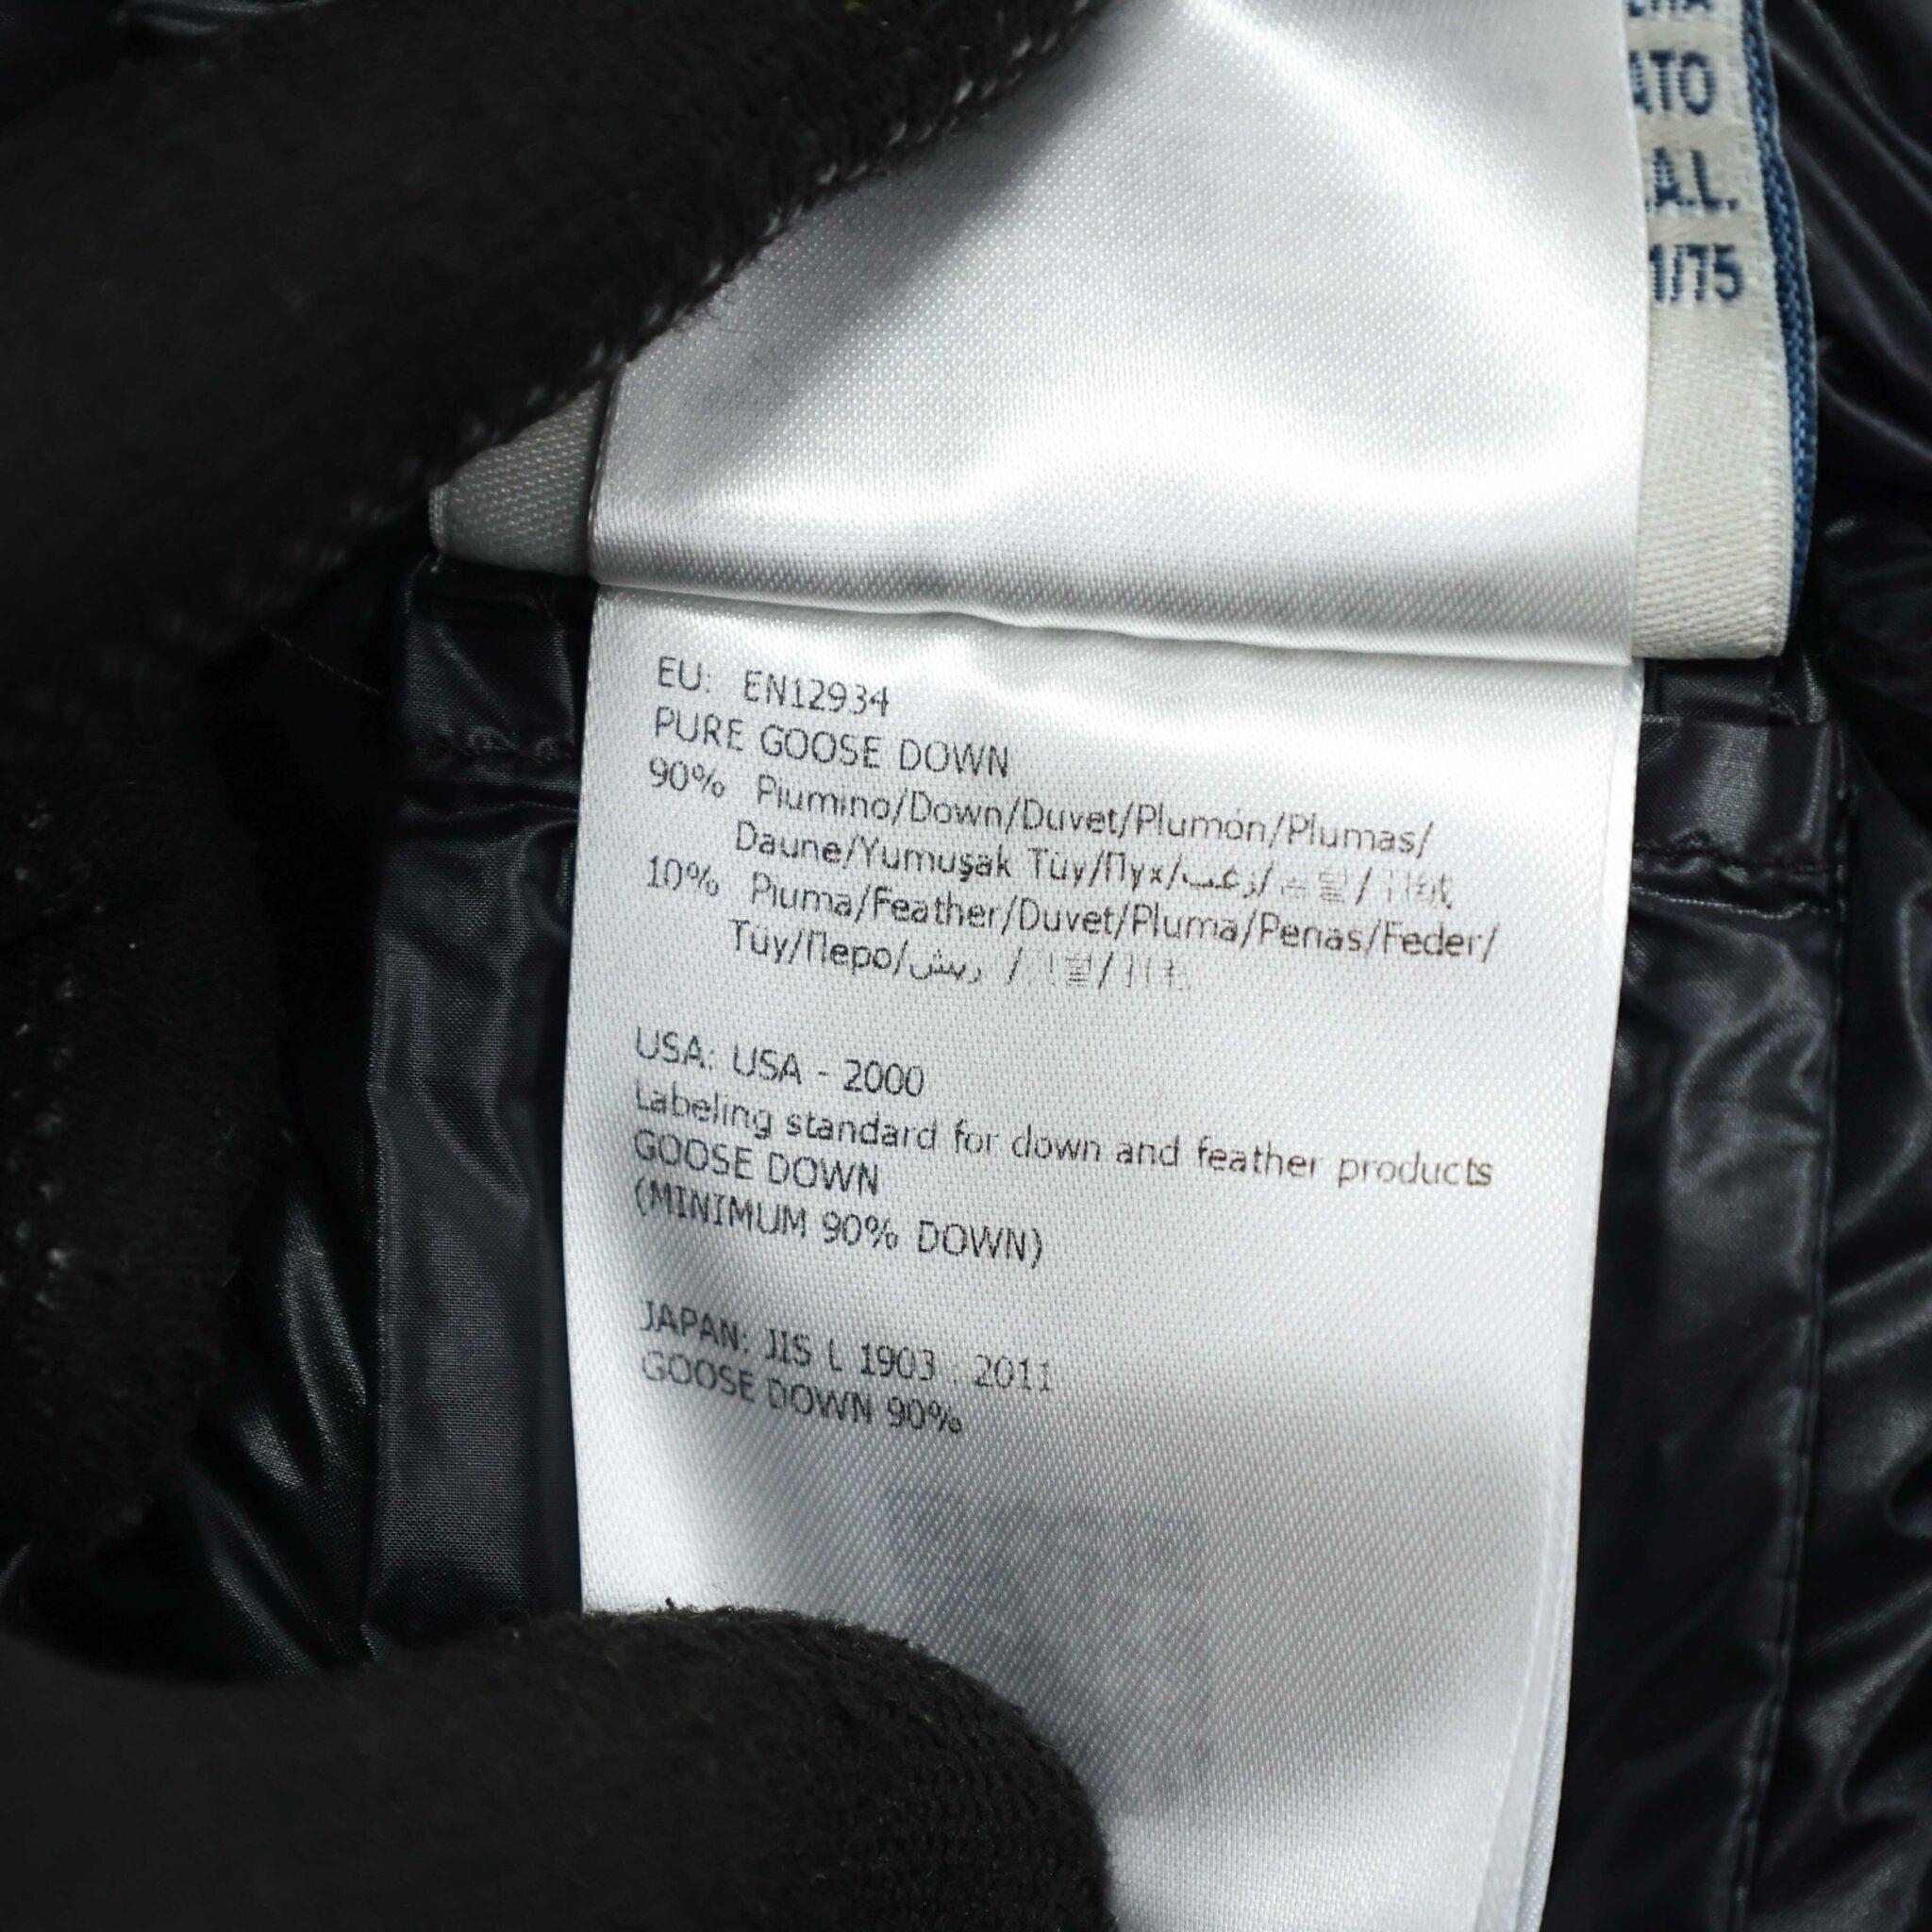 ATO
A.L.
1/75
EU: EN12934
PURE GOOSE DOWN
90% Piumino/Down/Duvet/Plumón/Plumas/
Daune/Yumuşak Tüy/Пух/زغب/
10% Piuma/Feather/Duvet/Pluma/Penas/Feder/
Tüy/Перо/ريش /
USA: USA - 2000
Labeling standard for down and feather products
GOOSE DOWN
(MINIMUM 90% DOWN)
JAPAN: JIS L 1903 : 2011
GOOSE DOWN 90%